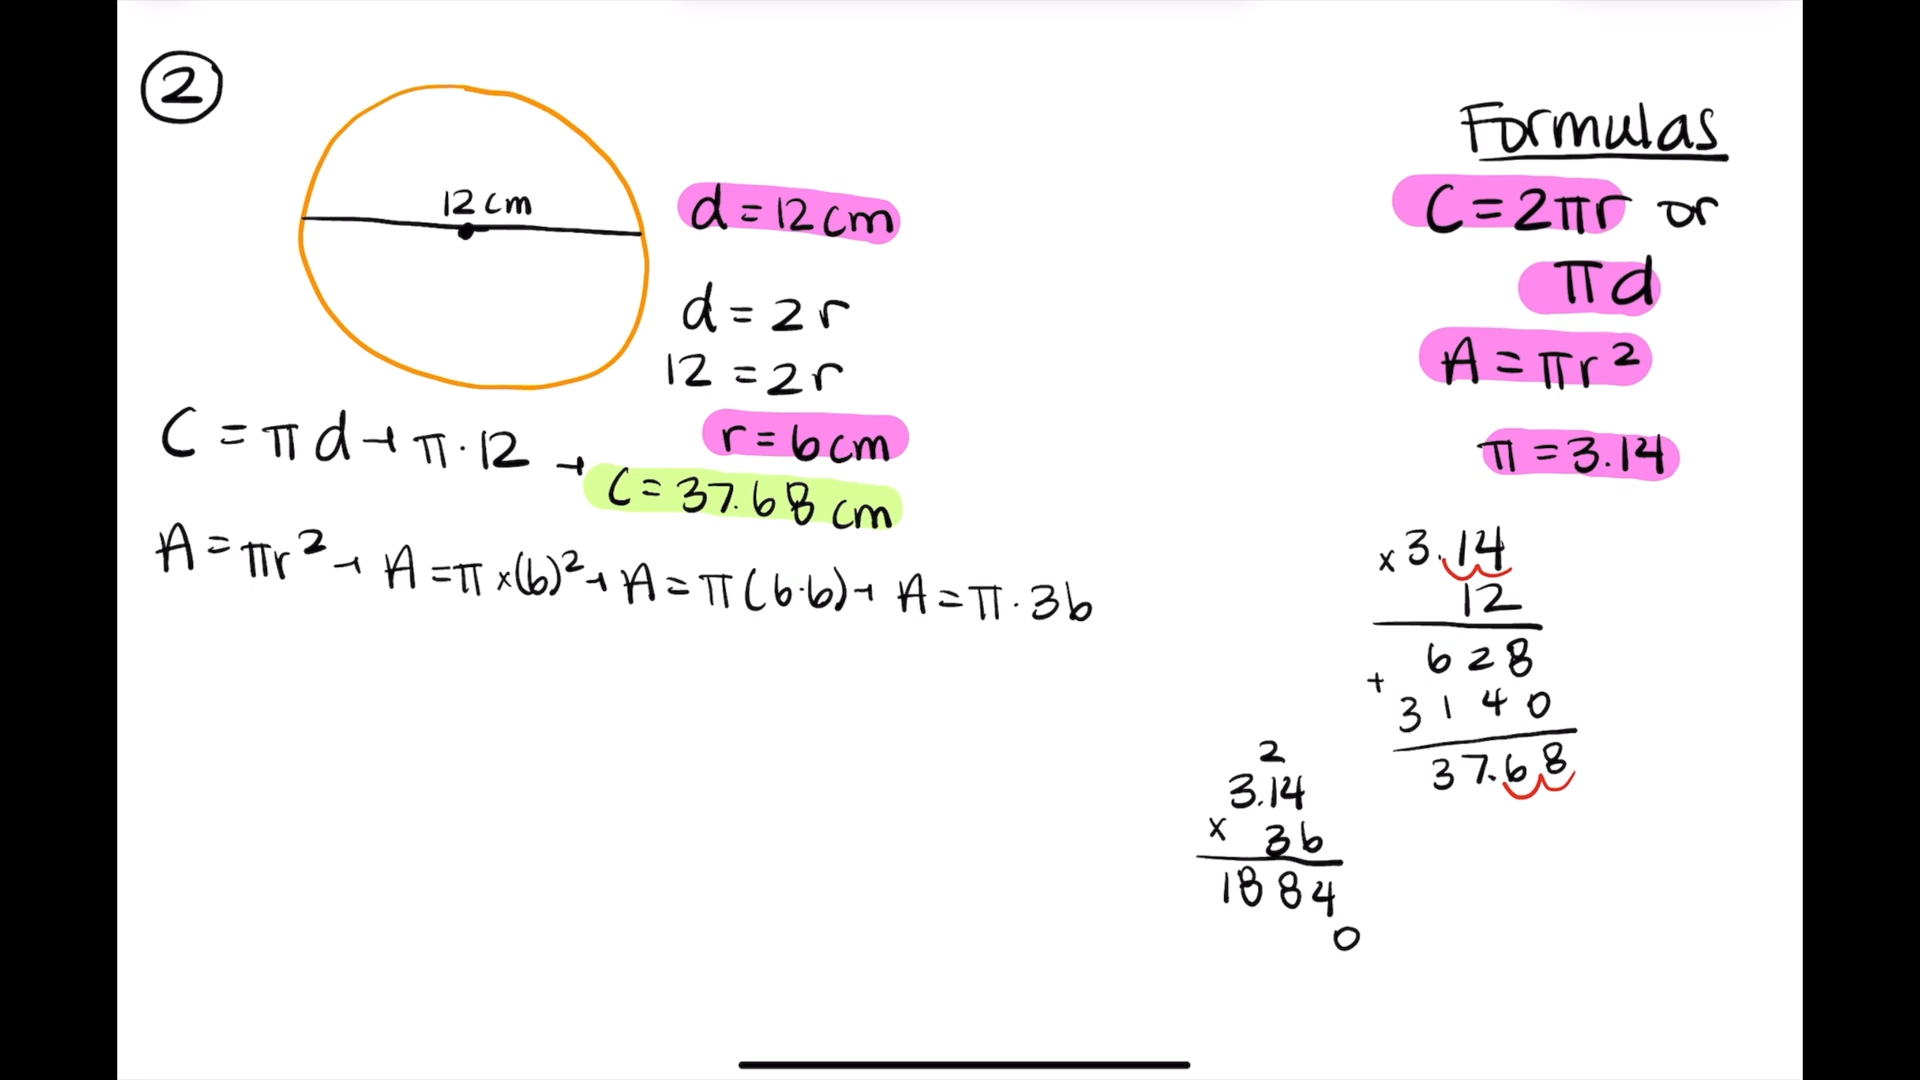 ②
12 cm
d = 12 cm
d = 2r
12 = 2r
r = 6 cm
C = πd → π · 12 → C = 37.68 cm
A = πr² → A = π × (6)² → A = π (6·6) → A = π · 36
Formulas
C = 2πr or
πd
A = πr²
π = 3.14
× 3.14
12
628
+
3140
37.68
2
3.14
× 36
1884
0